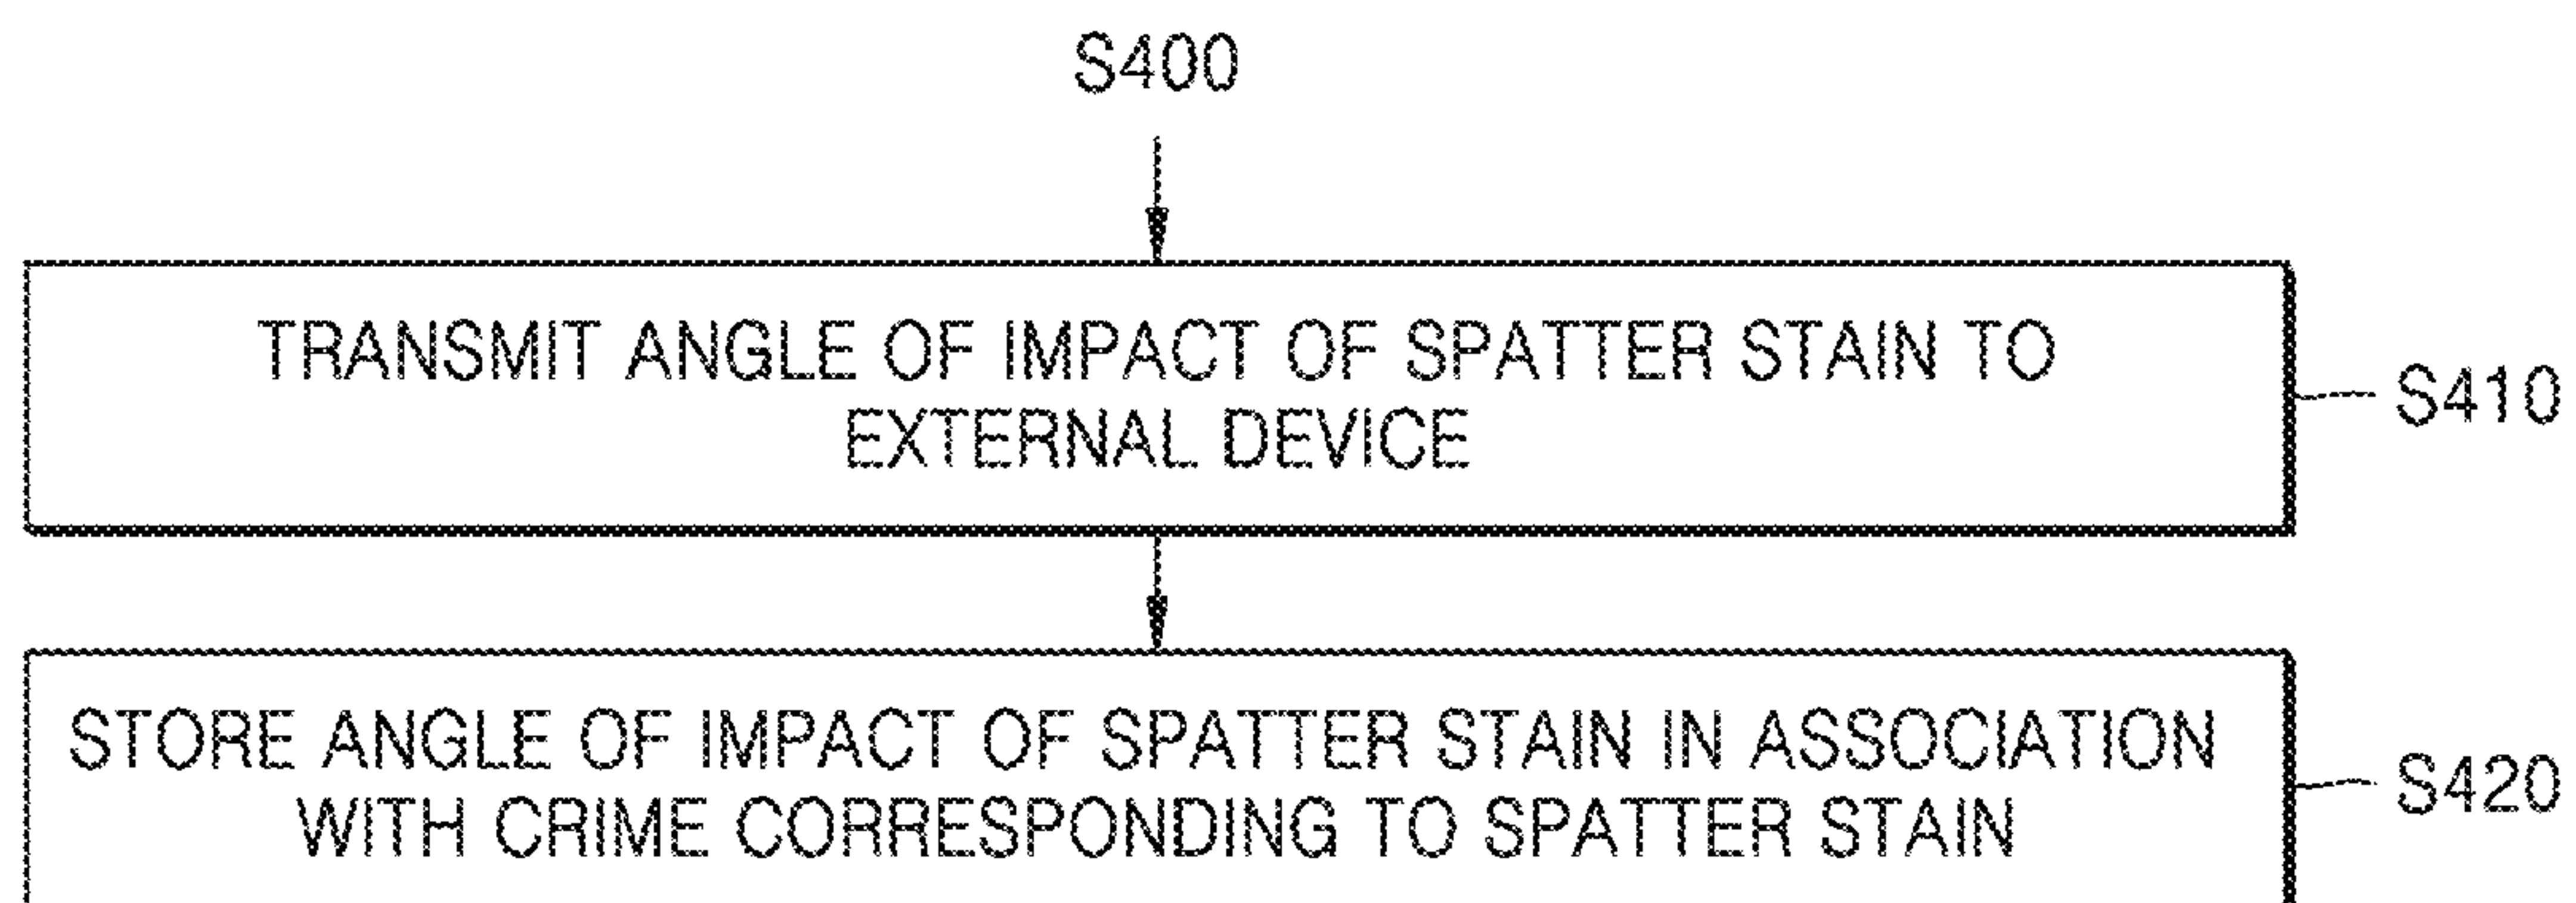 S400
TRANSMIT ANGLE OF IMPACT OF SPATTER STAIN TO
EXTERNAL DEVICE
S410
STORE ANGLE OF IMPACT OF SPATTER STAIN IN ASSOCIATION
WITH CRIME CORRESPONDING TO SPATTER STAIN
S420